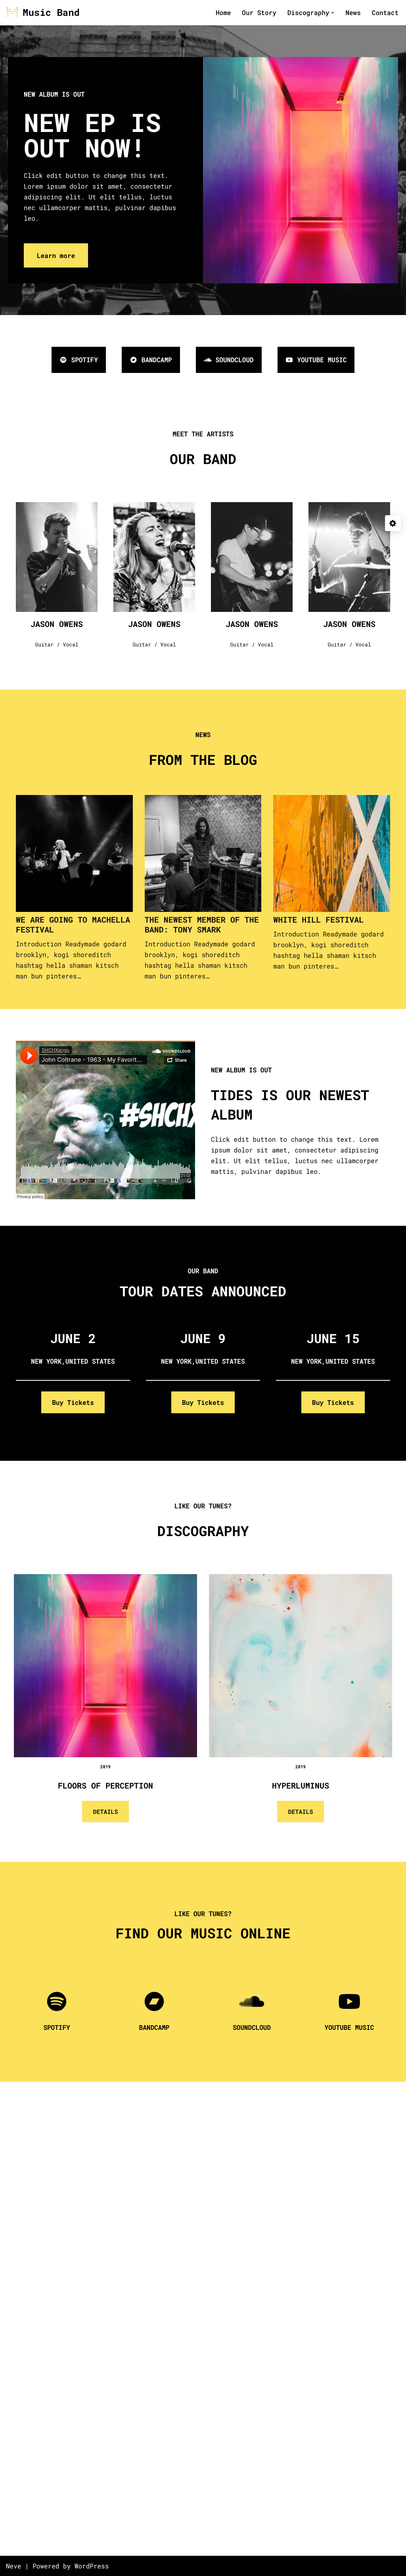 Music Band
Home
Our Story
Discography
News
Contact
NEW ALBUM IS OUT
NEW EP IS
OUT NOW!
Click edit button to change this text.
Lorem ipsum dolor sit amet, consectetur
adipiscing elit. Ut elit tellus, luctus
nec ullamcorper mattis, pulvinar dapibus
leo.
Learn more
SPOTIFY
BANDCAMP
SOUNDCLOUD
YOUTUBE MUSIC
MEET THE ARTISTS
OUR BAND
JASON OWENS
Guitar / Vocal
JASON OWENS
Guitar / Vocal
JASON OWENS
Guitar / Vocal
JASON OWENS
Guitar / Vocal
NEWS
FROM THE BLOG
WE ARE GOING TO MACHELLA
FESTIVAL
Introduction Readymade godard
brooklyn, kogi shoreditch
hashtag hella shaman kitsch
man bun pinteres…
THE NEWEST MEMBER OF THE
BAND: TONY SMARK
Introduction Readymade godard
brooklyn, kogi shoreditch
hashtag hella shaman kitsch
man bun pinteres…
WHITE HILL FESTIVAL
Introduction Readymade godard
brooklyn, kogi shoreditch
hashtag hella shaman kitsch
man bun pinteres…
SHCHXango
John Coltrane - 1963 - My Favorit...
SOUNDCLOUD
Share
#SHCHX
Privacy policy
NEW ALBUM IS OUT
TIDES IS OUR NEWEST
ALBUM
Click edit button to change this text. Lorem
ipsum dolor sit amet, consectetur adipiscing
elit. Ut elit tellus, luctus nec ullamcorper
mattis, pulvinar dapibus leo.
OUR BAND
TOUR DATES ANNOUNCED
JUNE 2
NEW YORK,UNITED STATES
Buy Tickets
JUNE 9
NEW YORK,UNITED STATES
Buy Tickets
JUNE 15
NEW YORK,UNITED STATES
Buy Tickets
LIKE OUR TUNES?
DISCOGRAPHY
2019
FLOORS OF PERCEPTION
DETAILS
2019
HYPERLUMINUS
DETAILS
LIKE OUR TUNES?
FIND OUR MUSIC ONLINE
SPOTIFY
BANDCAMP
SOUNDCLOUD
YOUTUBE MUSIC
Neve | Powered by WordPress